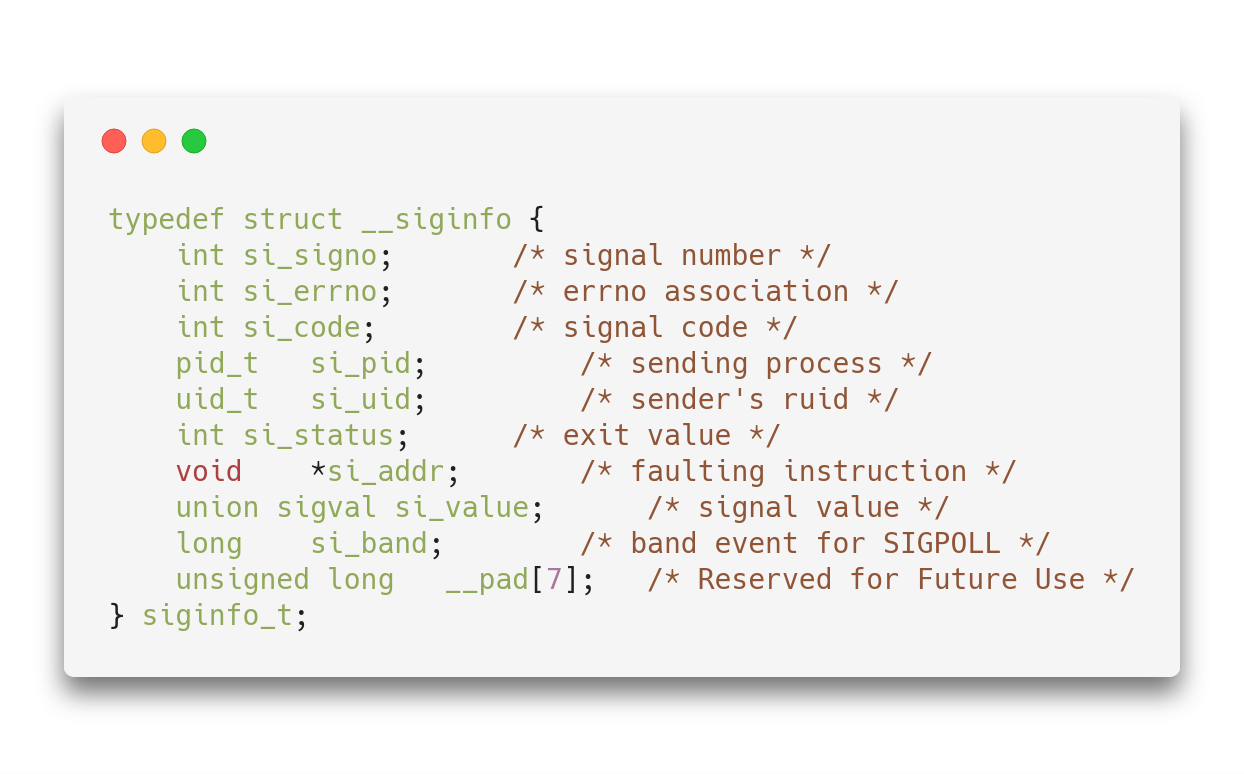 typedef struct __siginfo {
    int si_signo;       /* signal number */
    int si_errno;       /* errno association */
    int si_code;        /* signal code */
    pid_t   si_pid;         /* sending process */
    uid_t   si_uid;         /* sender's ruid */
    int si_status;      /* exit value */
    void    *si_addr;       /* faulting instruction */
    union sigval si_value;      /* signal value */
    long    si_band;        /* band event for SIGPOLL */
    unsigned long   __pad[7];   /* Reserved for Future Use */
} siginfo_t;